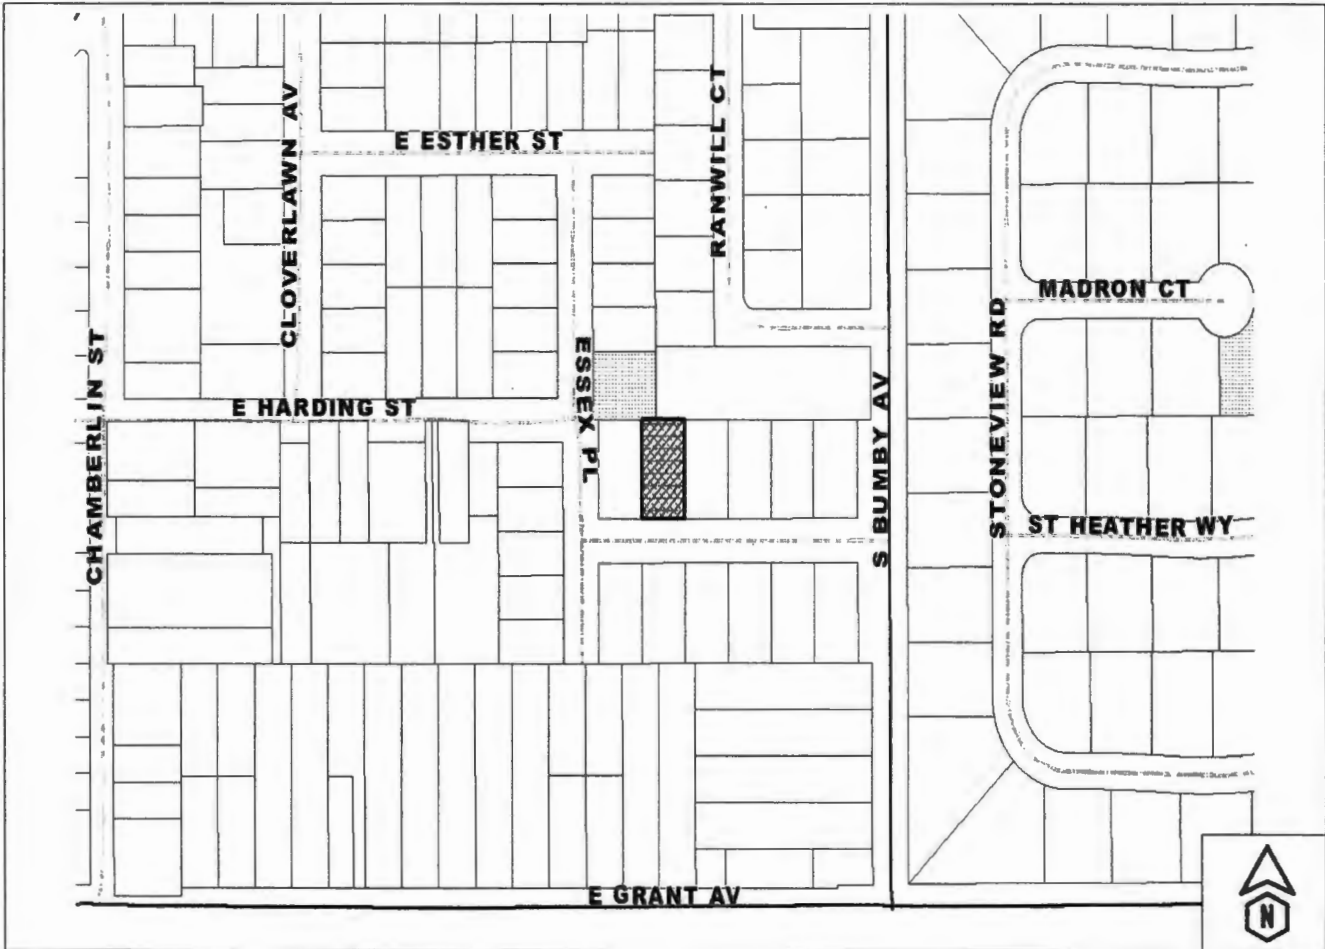 E ESTHER ST
CLOVERLAWN AV
RANWILL CT
MADRON CT
CHAMBERLIN ST
E HARDING ST
ESSEX PL
S BUMBY AV
STONEVIEW RD
ST HEATHER WY
E GRANT AV
N